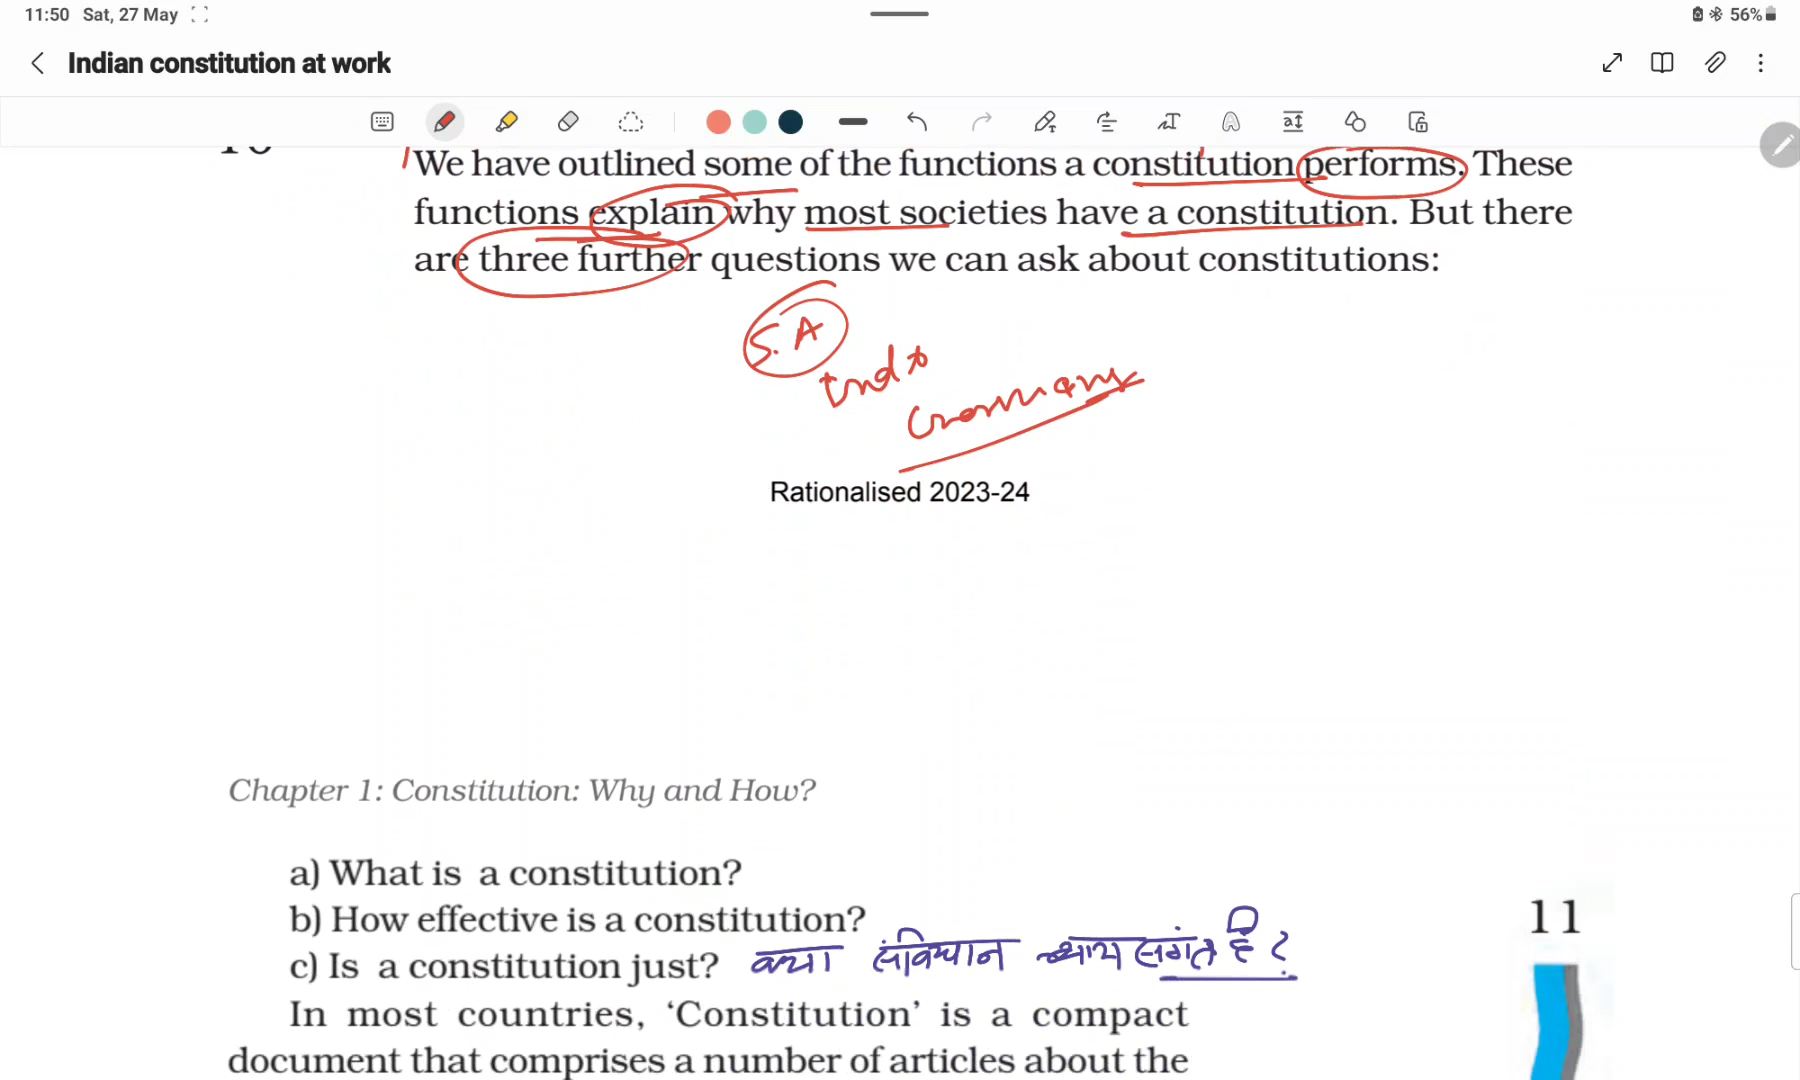 11:50 Sat, 27 May 56%
Indian constitution at work
We have outlined some of the functions a constitution performs. These
functions explain why most societies have a constitution. But there
are three further questions we can ask about constitutions:
S.A
Ind
Germany
Rationalised 2023-24
Chapter 1: Constitution: Why and How?
a) What is a constitution?
b) How effective is a constitution?
11
c) Is a constitution just? क्या संविधान न्याय संगत है?
In most countries, ‘Constitution’ is a compact
document that comprises a number of articles about the